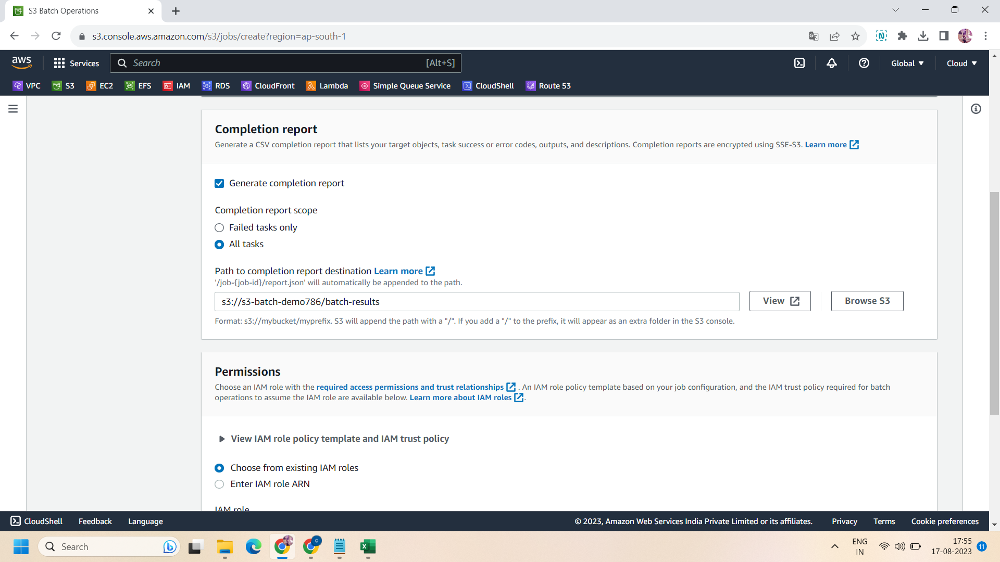 S3 Batch Operations
s3.console.aws.amazon.com/s3/jobs/create?region=ap-south-1
aws
Services
Search
[Alt+S]
Global
Cloud
VPC
S3
EC2
EFS
IAM
RDS
CloudFront
Lambda
Simple Queue Service
CloudShell
Route 53
Completion report
Generate a CSV completion report that lists your target objects, task success or error codes, outputs, and descriptions. Completion reports are encrypted using SSE-S3. Learn more
Generate completion report
Completion report scope
Failed tasks only
All tasks
Path to completion report destination Learn more
'/job-{job-id}/report.json' will automatically be appended to the path.
s3://s3-batch-demo786/batch-results
View
Browse S3
Format: s3://mybucket/myprefix. S3 will append the path with a "/". If you add a "/" to the prefix, it will appear as an extra folder in the S3 console.
Permissions
Choose an IAM role with the required access permissions and trust relationships . An IAM role policy template based on your job configuration, and the IAM trust policy required for batch
operations to assume the IAM role are available below. Learn more about IAM roles .
View IAM role policy template and IAM trust policy
Choose from existing IAM roles
Enter IAM role ARN
IAM role
CloudShell
Feedback
Language
© 2023, Amazon Web Services India Private Limited or its affiliates.
Privacy
Terms
Cookie preferences
Search
ENG
IN
17:55
17-08-2023
11